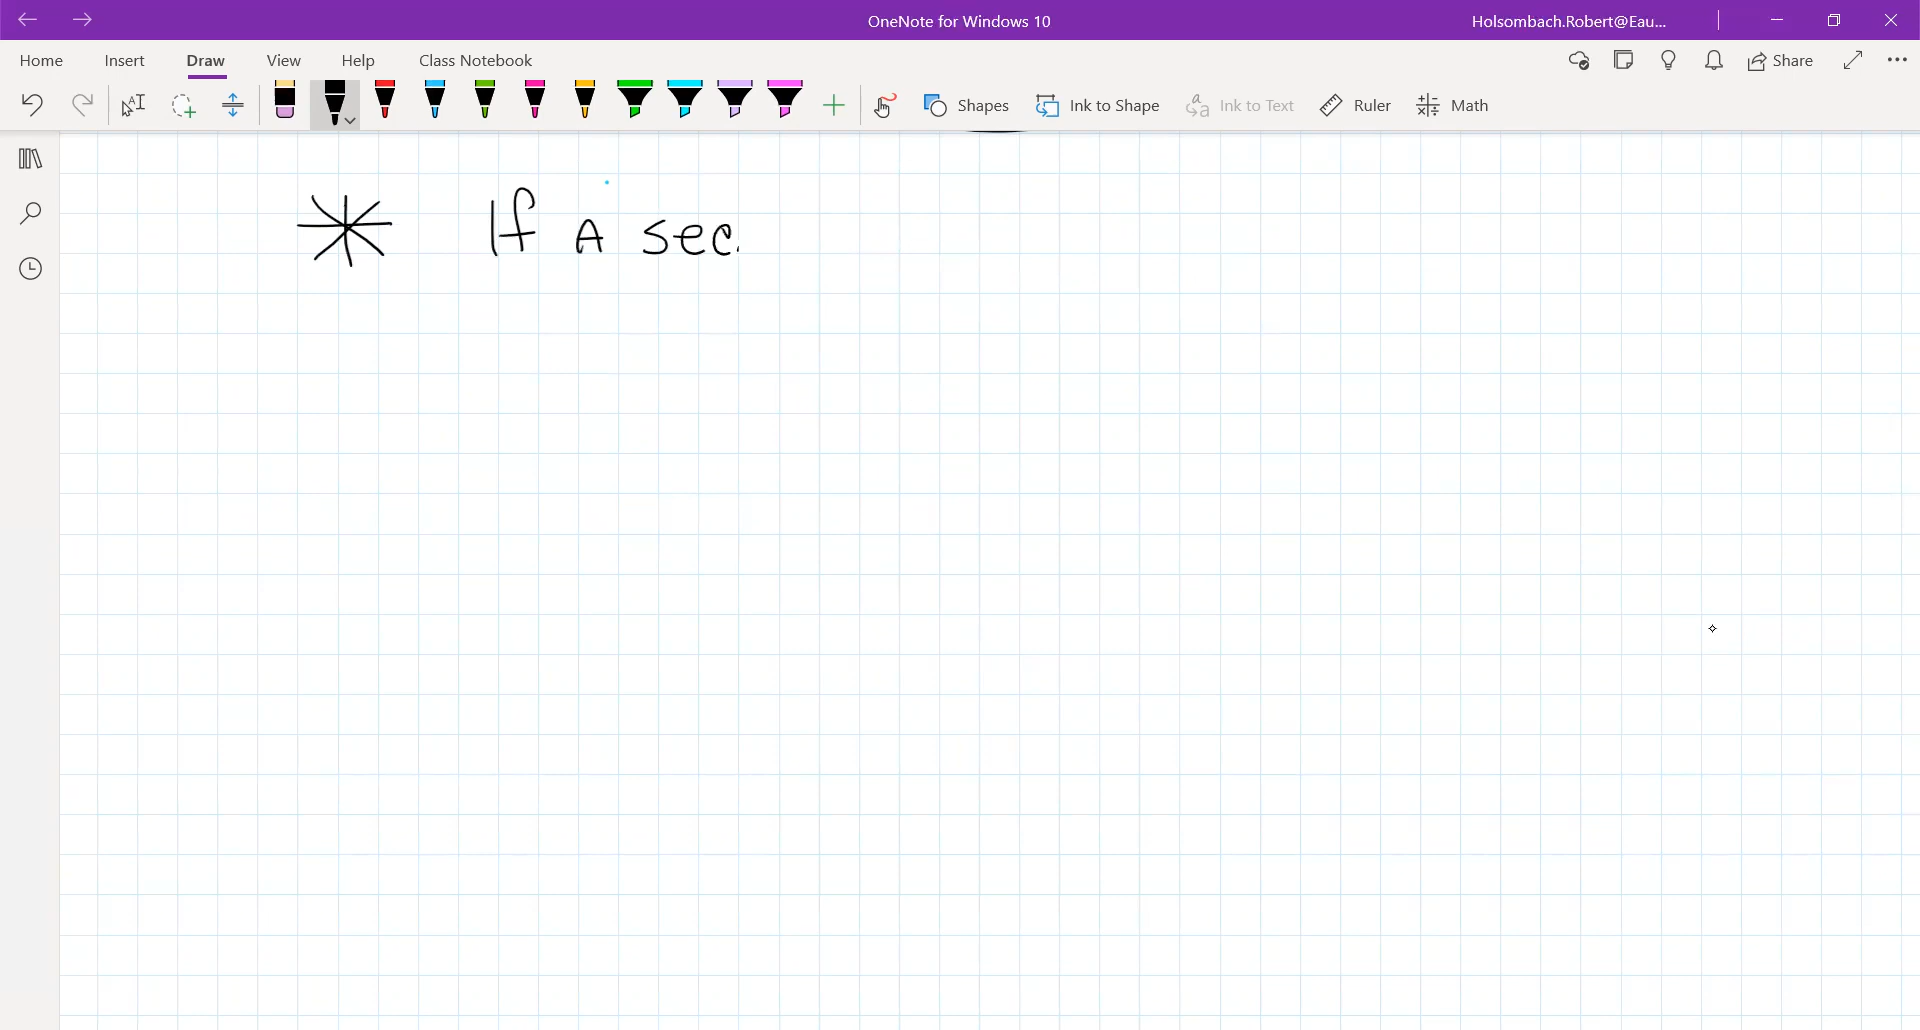 OneNote for Windows 10
Holsombach.Robert@Eau...
Home Insert Draw View Help Class Notebook Share
Shapes Ink to Shape Ink to Text Ruler Math
* If A sec.